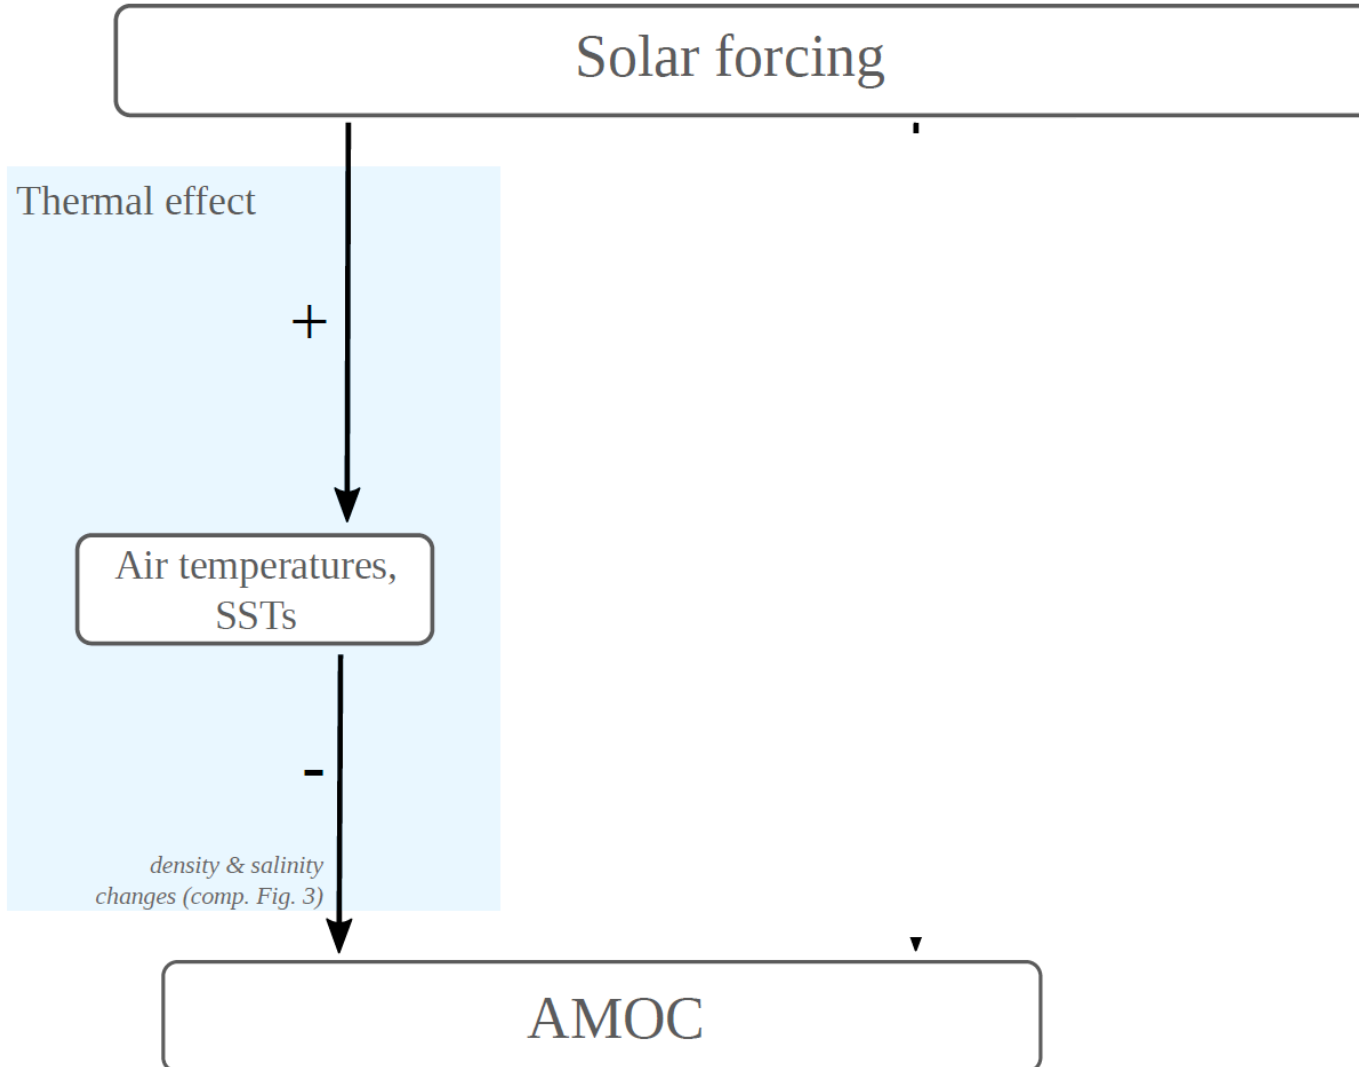 Solar forcing
Thermal effect
+
Air temperatures,
SSTs
-
density & salinity
changes (comp. Fig. 3)
AMOC